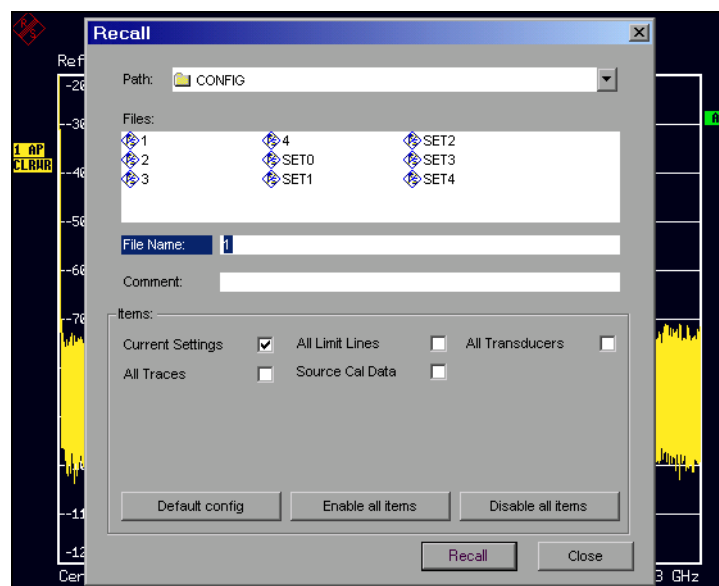 R S
Recall
Ref
Path: CONFIG
Files:
1 4 SET2
2 SET0 SET3
3 SET1 SET4
File Name: 1
Comment:
Items:
Current Settings All Limit Lines All Transducers
All Traces Source Cal Data
Default config Enable all items Disable all items
Recall Close
1 AP
CLRWR
A
-20
-30
-40
-50
-60
-70
-11
-12
Cen
3 GHz